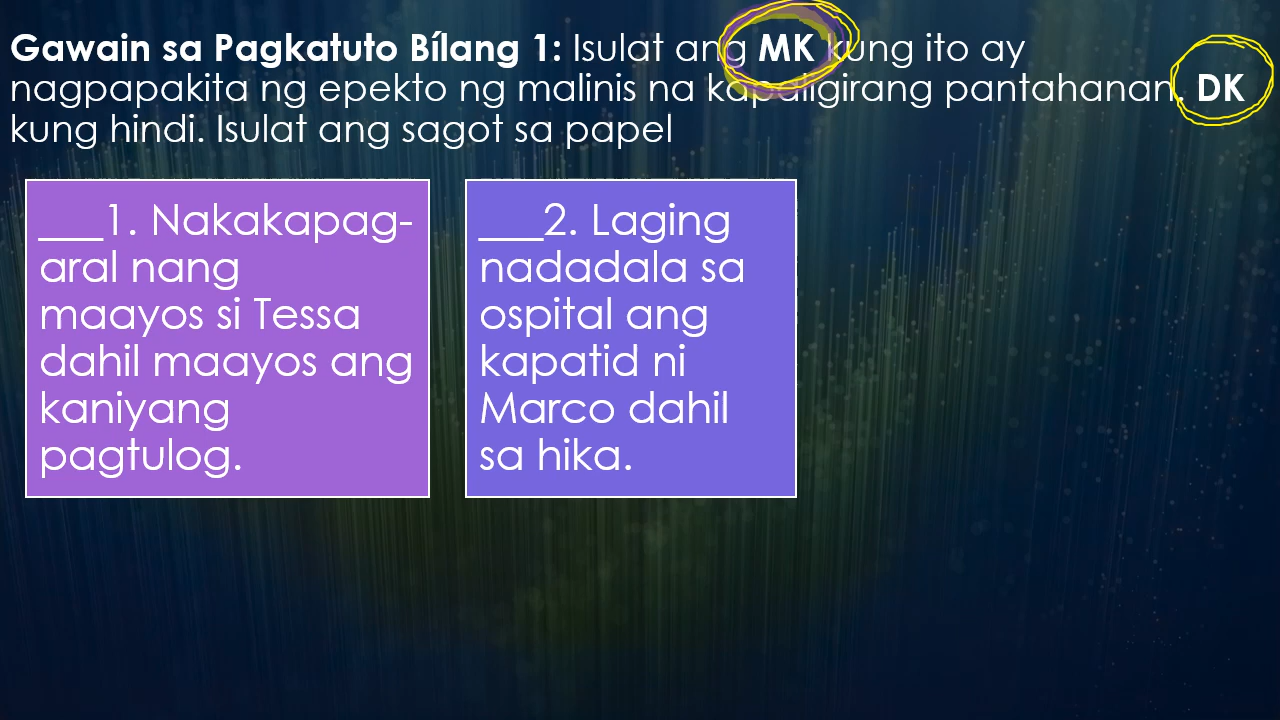 Gawain sa Pagkatuto Bílang 1: Isulat ang MK kung ito ay
nagpapakita ng epekto ng malinis na kapaligirang pantahanan. DK
kung hindi. Isulat ang sagot sa papel
___1. Nakakapag-
aral nang
maayos si Tessa
dahil maayos ang
kaniyang
pagtulog.
___2. Laging
nadadala sa
ospital ang
kapatid ni
Marco dahil
sa hika.